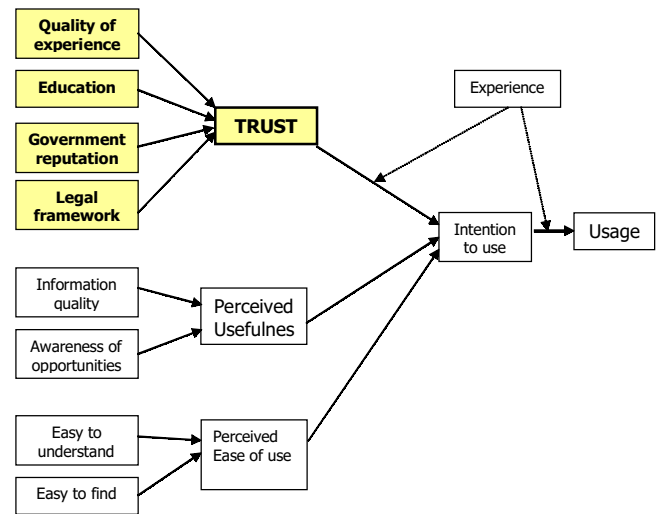 Quality of
experience
Education
Government
reputation
Legal
framework
TRUST
Experience
Intention
to use
Usage
Information
quality
Awareness of
opportunities
Perceived
Usefulnes
Easy to
understand
Easy to find
Perceived
Ease of use